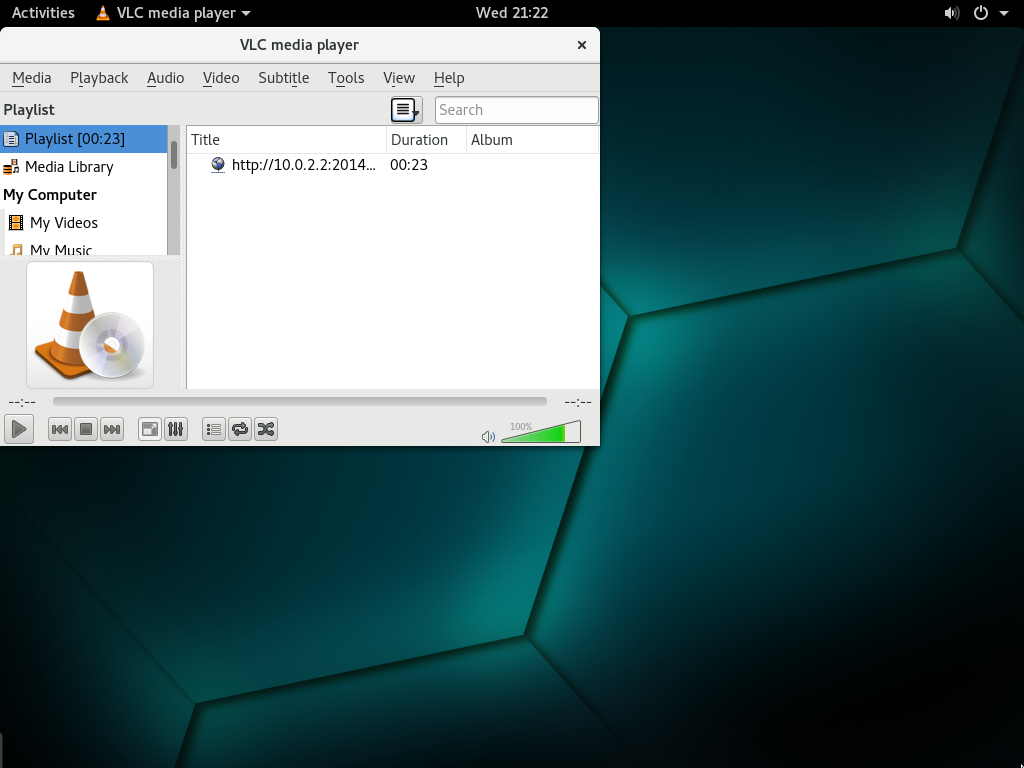 Activities VLC media player Wed 21:22
VLC media player
Media Playback Audio Video Subtitle Tools View Help
Playlist Search
Playlist [00:23]
Media Library
My Computer
My Videos
My Music
Title Duration Album
http://10.0.2.2:2014... 00:23
--:-- --:--
100%